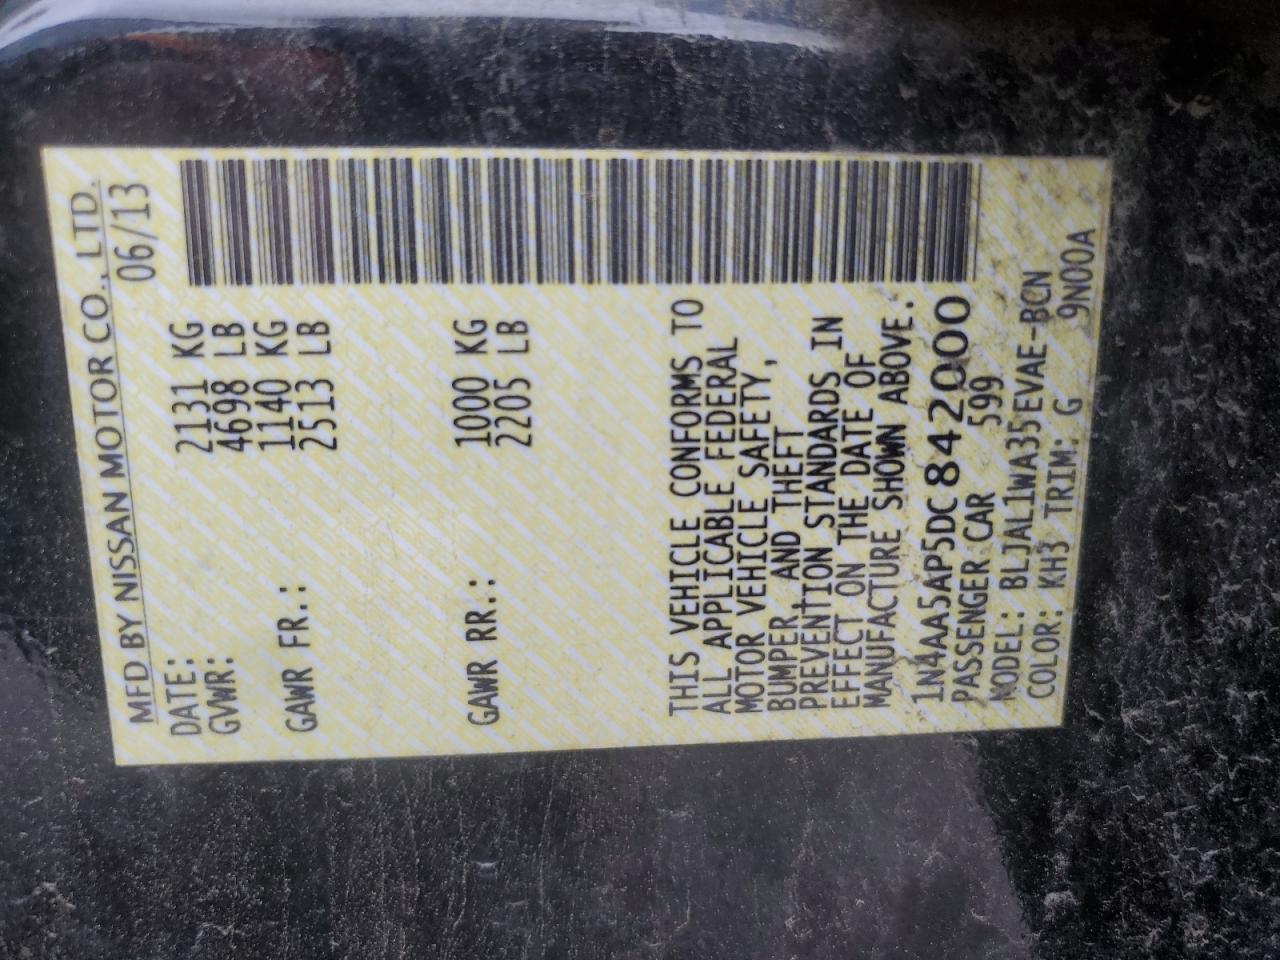 MFD BY NISSAN MOTOR CO., LTD.
DATE: 06/13
GVWR: 2131 KG
4698 LB
GAWR FR.: 1140 KG
2513 LB
GAWR RR.: 1000 KG
2205 LB
THIS VEHICLE CONFORMS TO
ALL APPLICABLE FEDERAL
MOTOR VEHICLE SAFETY,
BUMPER, AND THEFT
PREVENTION STANDARDS IN
EFFECT ON THE DATE OF
MANUFACTURE SHOWN ABOVE.
1N4AA5AP5DC842000
PASSENGER CAR 599
MODEL: BLJAL1WA35EVAE-BCN
COLOR: KH3 TRIM: G 9N00A